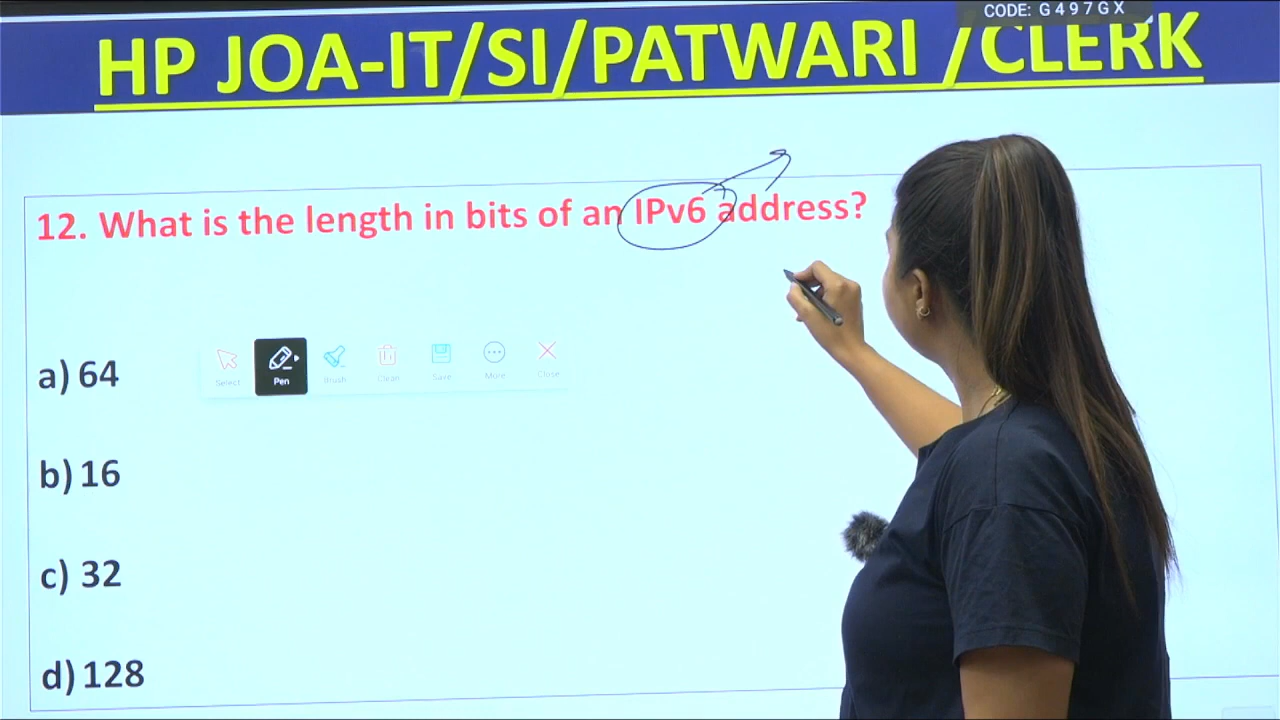 CODE: G497GX
HP JOA-IT/SI/PATWARI /CLERK
12. What is the length in bits of an IPv6 address?
Select Pen Brush Clean Save More Close
a) 64
b) 16
c) 32
d) 128